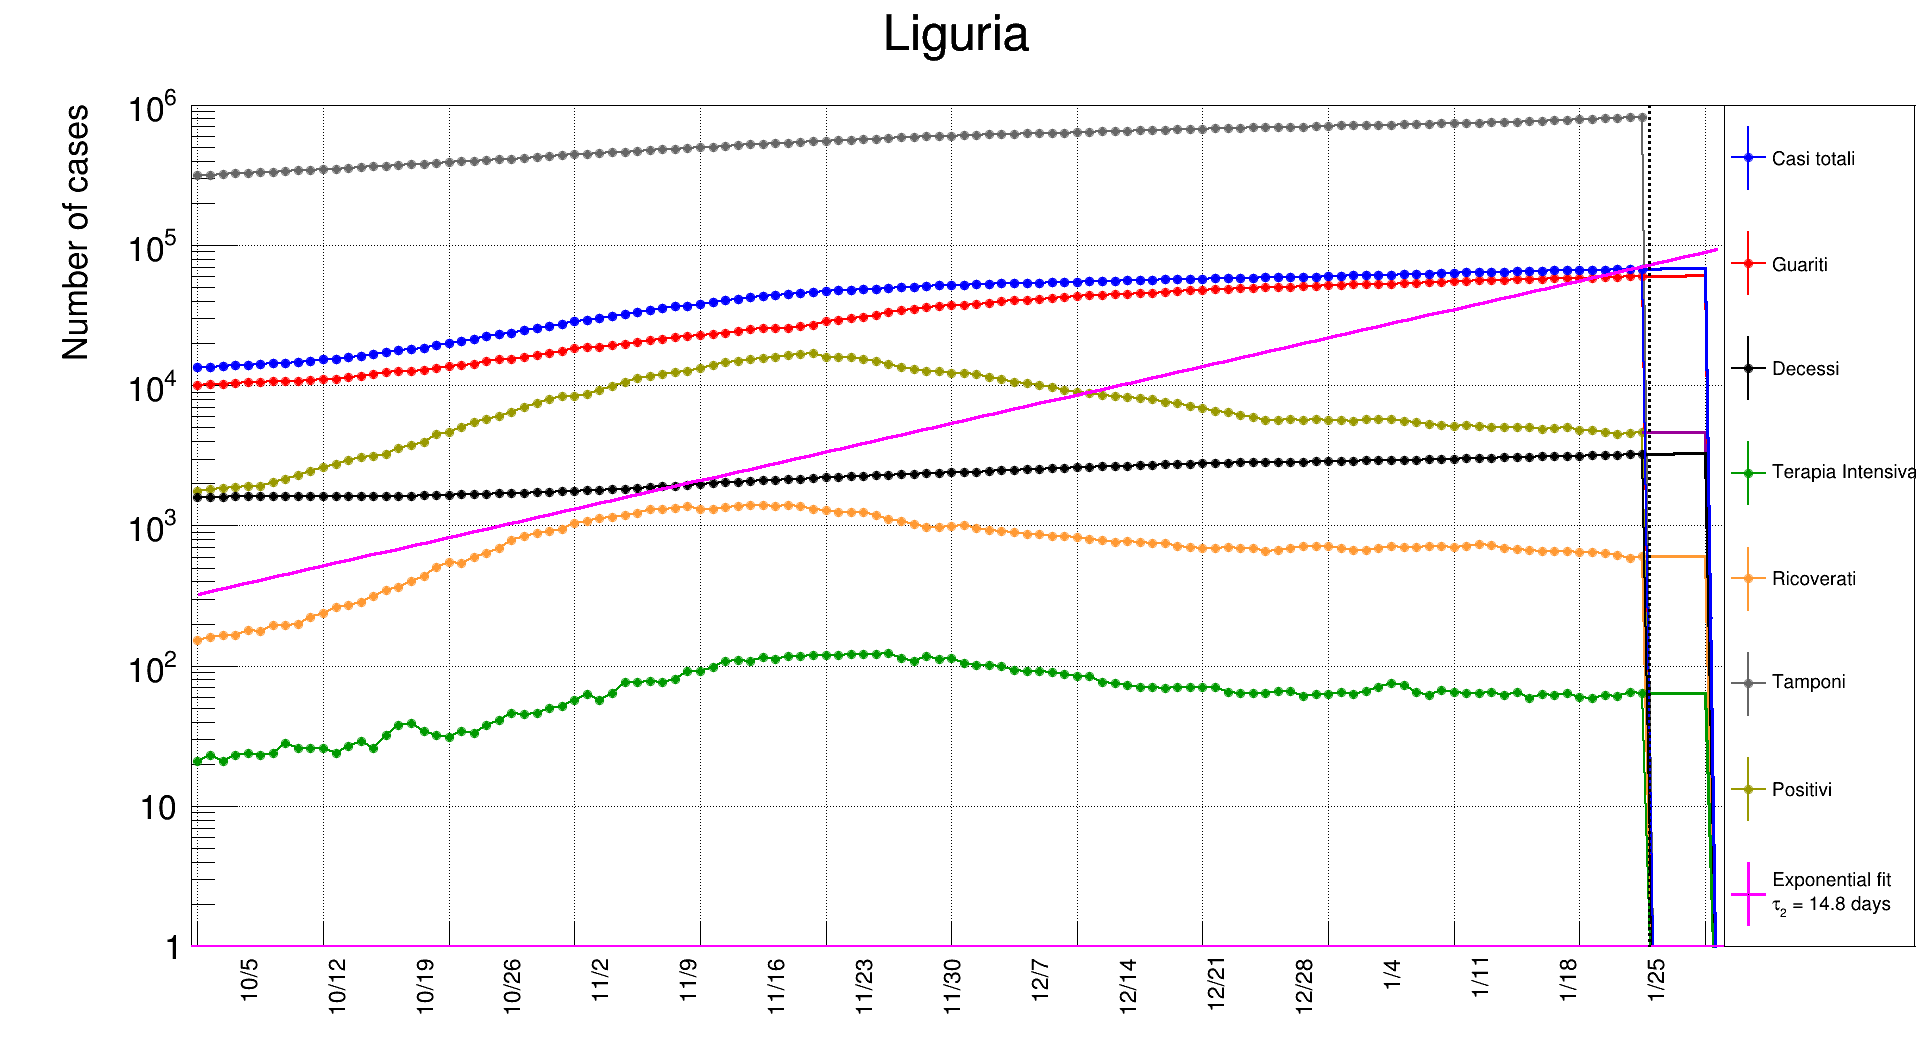 Liguria
Number of cases
10^6
10^5
10^4
10^3
10^2
10
1
10/5
10/12
10/19
10/26
11/2
11/9
11/16
11/23
11/30
12/7
12/14
12/21
12/28
1/4
1/11
1/18
1/25
Casi totali
Guariti
Decessi
Terapia Intensiva
Ricoverati
Tamponi
Positivi
Exponential fit
τ₂ = 14.8 days